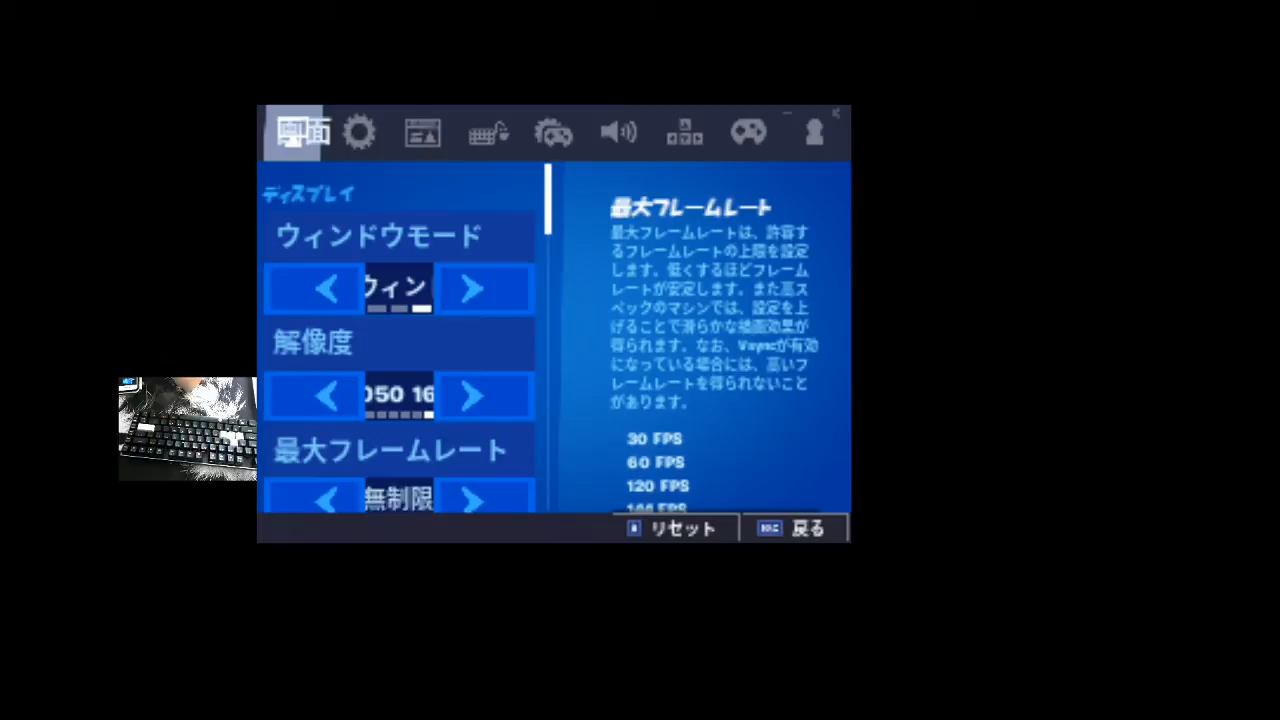 画面
ディスプレイ
ウィンドウモード
ウィン
解像度
050 16
最大フレームレート
無制限
最大フレームレート
最大フレームレートは、許容す
るフレームレートの上限を設定
します。低くするほどフレーム
レートが安定します。また高ス
ペックのマシンでは、設定を上
げることで滑らかな描画効果が
得られます。なお、Vsyncが有効
になっている場合には、高いフ
レームレートを得られないこと
があります。
30 FPS
60 FPS
120 FPS
リセット
ESC 戻る